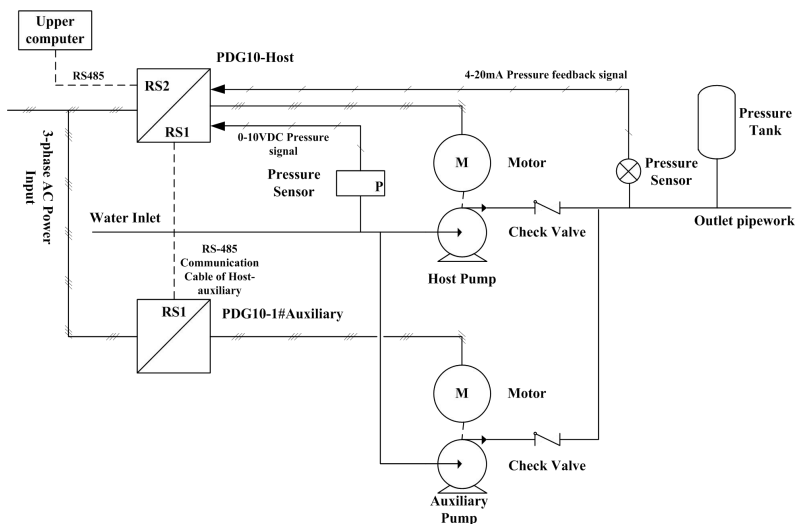 Upper
computer
RS485
PDG10-Host
RS2
RS1
4-20mA Pressure feedback signal
0-10VDC Pressure
signal
Pressure
Sensor
P
M
Motor
Pressure
Sensor
Pressure
Tank
3-phase AC Power
Input
Water Inlet
Check Valve
Outlet pipework
Host Pump
RS-485
Communication
Cable of Host-
auxiliary
RS1
PDG10-1#Auxiliary
M
Motor
Check Valve
Auxiliary
Pump